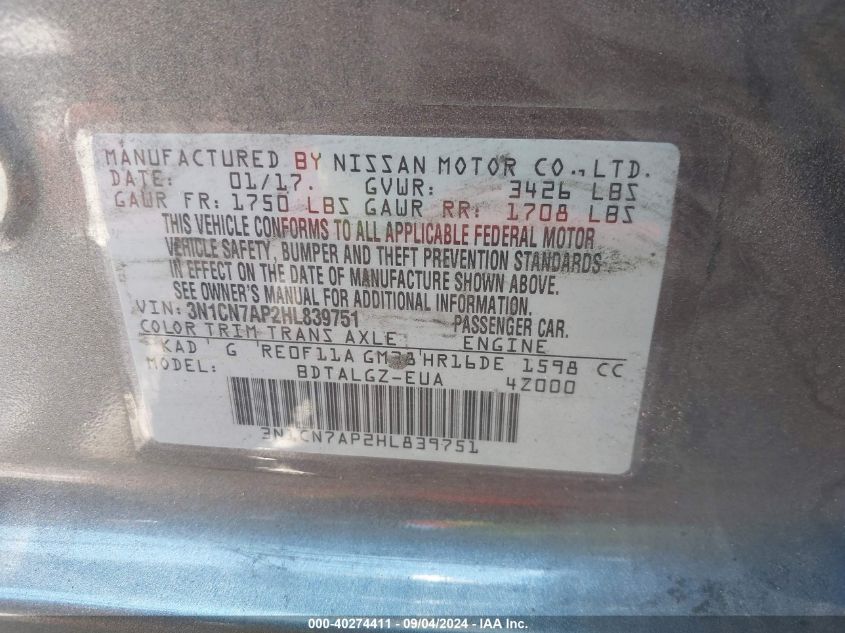 MANUFACTURED BY NISSAN MOTOR CO., LTD.
DATE: 01/17. GVWR: 3426 LBS
GAWR FR: 1750 LBS GAWR RR: 1708 LBS
THIS VEHICLE CONFORMS TO ALL APPLICABLE FEDERAL MOTOR
VEHICLE SAFETY, BUMPER AND THEFT PREVENTION STANDARDS
IN EFFECT ON THE DATE OF MANUFACTURE SHOWN ABOVE.
SEE OWNER'S MANUAL FOR ADDITIONAL INFORMATION.
VIN: 3N1CN7AP2HL839751 PASSENGER CAR.
COLOR TRIM TRANS AXLE ENGINE
KAD G RE0F11A GM38 HR16DE 1598 CC
MODEL: BDTALGZ-EUA 4Z000
3N1CN7AP2HL839751
000-40274411 - 09/04/2024 - IAA Inc.